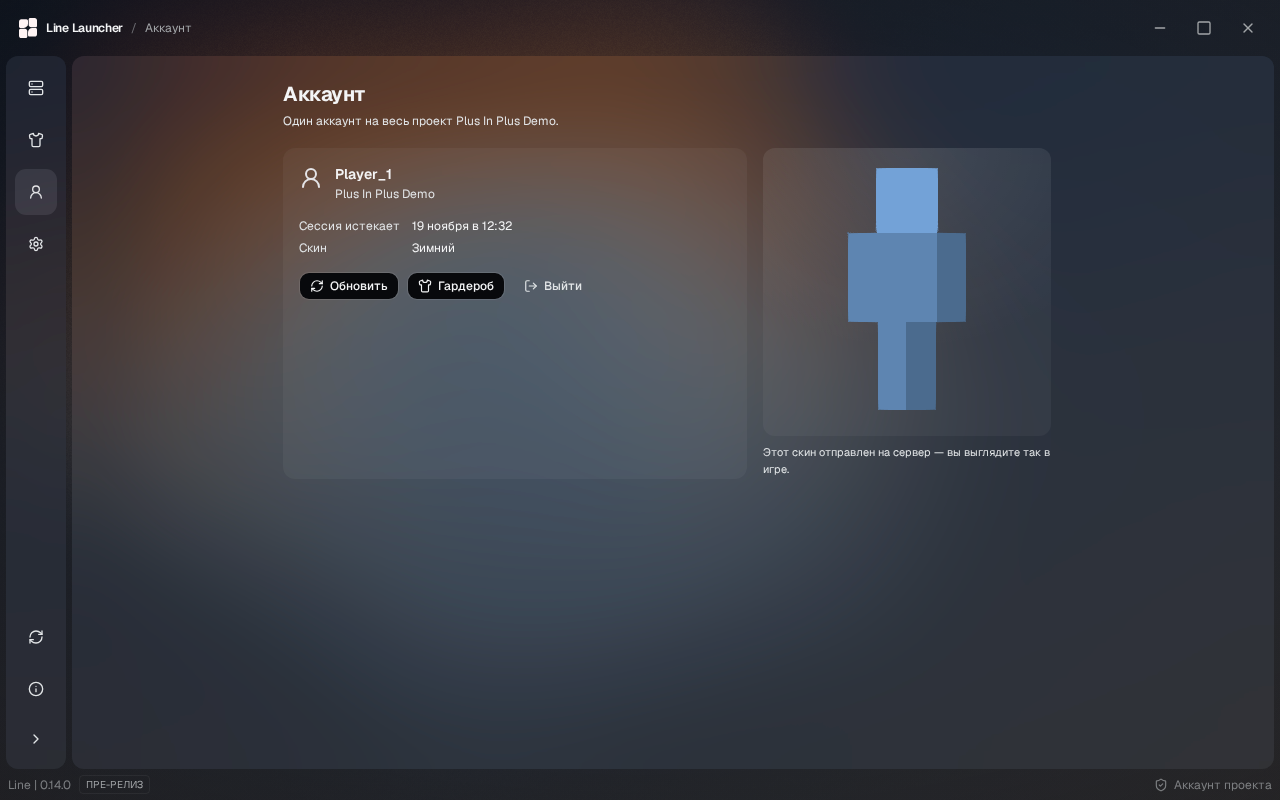 Line Launcher / Аккаунт
Аккаунт
Один аккаунт на весь проект Plus In Plus Demo.
Player_1
Plus In Plus Demo
Сессия истекает 19 ноября в 12:32
Скин Зимний
Обновить Гардероб Выйти
Этот скин отправлен на сервер — вы выглядите так в
игре.
Line | 0.14.0 ПРЕ-РЕЛИЗ
Аккаунт проекта